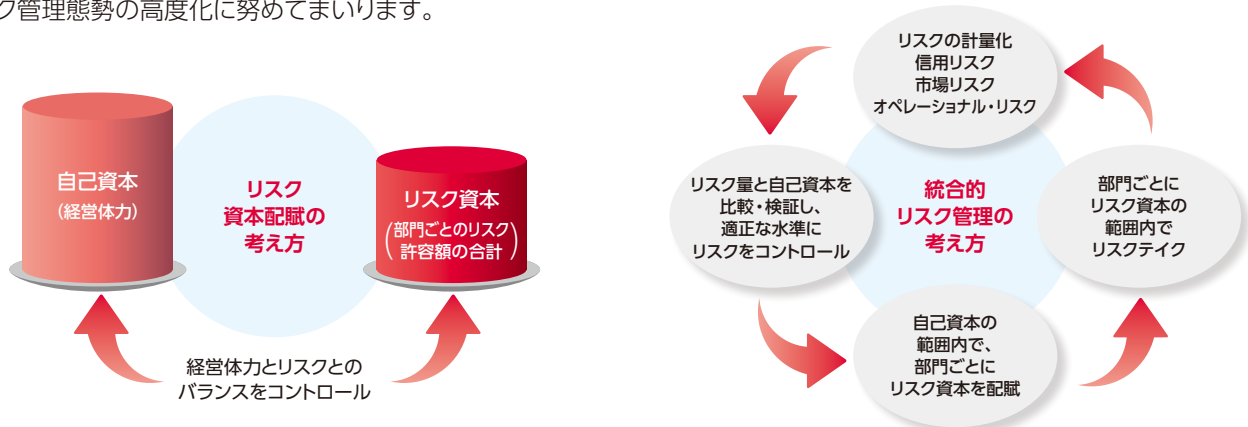 ク管理態勢の高度化に努めてまいります。
自己資本
(経営体力)
リスク
資本配賦の
考え方
リスク資本
(部門ごとのリスク
許容額の合計)
経営体力とリスクとの
バランスをコントロール
リスクの計量化
信用リスク
市場リスク
オペレーショナル・リスク
リスク量と自己資本を
比較・検証し、
適正な水準に
リスクをコントロール
統合的
リスク管理の
考え方
部門ごとに
リスク資本の
範囲内で
リスクテイク
自己資本の
範囲内で、
部門ごとに
リスク資本を配賦